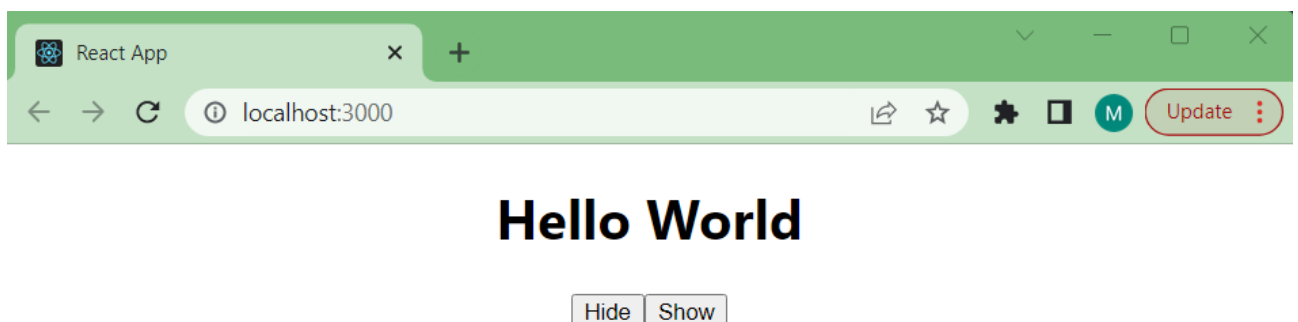 React App
localhost:3000
M
Update
Hello World
Hide Show